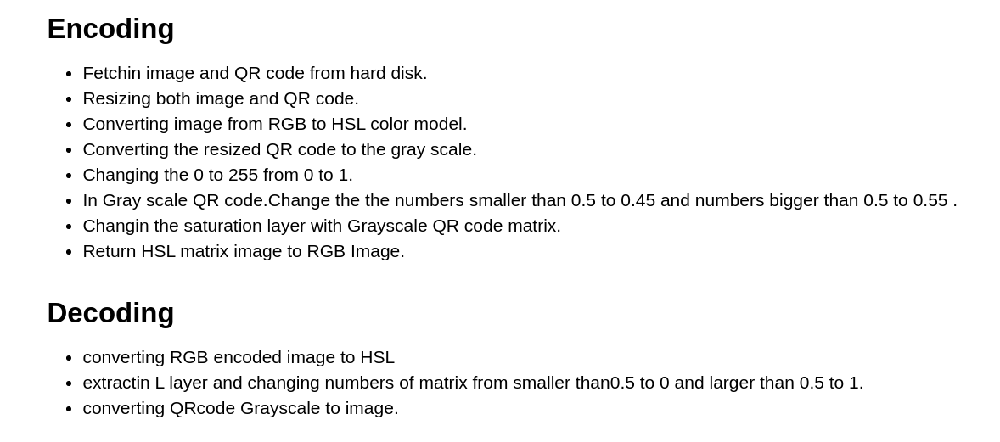 Encoding
• Fetchin image and QR code from hard disk.
• Resizing both image and QR code.
• Converting image from RGB to HSL color model.
• Converting the resized QR code to the gray scale.
• Changing the 0 to 255 from 0 to 1.
• In Gray scale QR code.Change the the numbers smaller than 0.5 to 0.45 and numbers bigger than 0.5 to 0.55 .
• Changin the saturation layer with Grayscale QR code matrix.
• Return HSL matrix image to RGB Image.
Decoding
• converting RGB encoded image to HSL
• extractin L layer and changing numbers of matrix from smaller than0.5 to 0 and larger than 0.5 to 1.
• converting QRcode Grayscale to image.